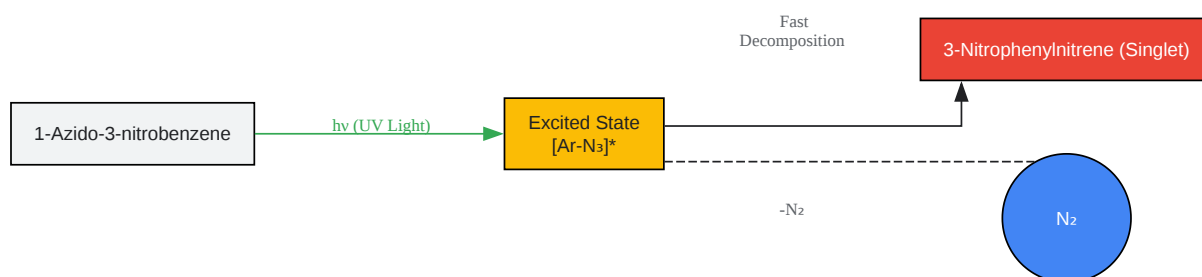 Fast
Decomposition
3-Nitrophenylnitrene (Singlet)
1-Azido-3-nitrobenzene
hν (UV Light)
Excited State
[Ar-N₃]*
-N₂
N₂